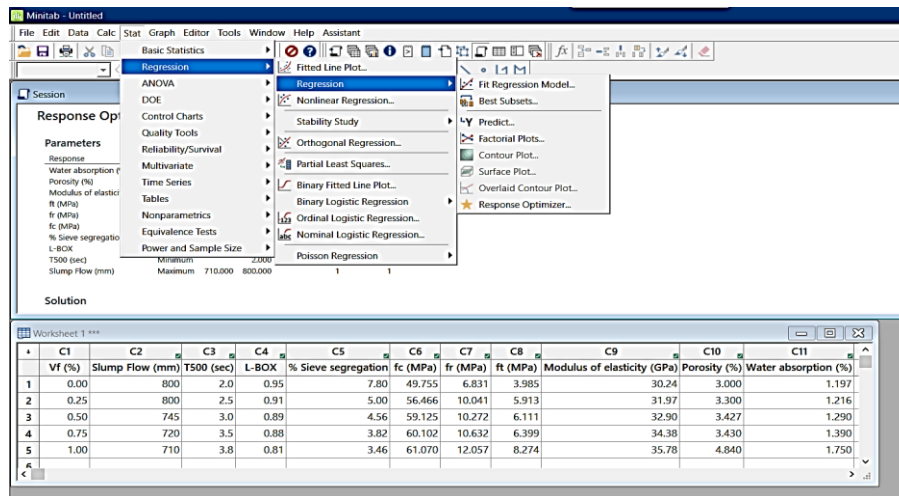 Minitab - Untitled
File Edit Data Calc Stat Graph Editor Tools Window Help Assistant
Basic Statistics
Regression
ANOVA
DOE
Control Charts
Quality Tools
Reliability/Survival
Multivariate
Time Series
Tables
Nonparametrics
Equivalence Tests
Power and Sample Size
Fitted Line Plot...
Regression
Nonlinear Regression...
Stability Study
Orthogonal Regression...
Partial Least Squares...
Binary Fitted Line Plot...
Binary Logistic Regression
Ordinal Logistic Regression...
Nominal Logistic Regression...
Poisson Regression
Fit Regression Model...
Best Subsets...
Predict...
Factorial Plots...
Contour Plot...
Surface Plot...
Overlaid Contour Plot...
Response Optimizer...
Session
Response Op
Parameters
Response
Water absorption (
Porosity (%)
Modulus of elastici
ft (MPa)
fr (MPa)
fc (MPa)
% Sieve segregatio
L-BOX
T500 (sec) Minimum 2.000
Slump Flow (mm) Maximum 710.000 800.000 1 1
Solution
Worksheet 1 ***
C1 C2 C3 C4 C5 C6 C7 C8 C9 C10 C11
Vf (%) Slump Flow (mm) T500 (sec) L-BOX % Sieve segregation fc (MPa) fr (MPa) ft (MPa) Modulus of elasticity (GPa) Porosity (%) Water absorption (%)
1 0.00 800 2.0 0.95 7.80 49.755 6.831 3.985 30.24 3.000 1.197
2 0.25 800 2.5 0.91 5.00 56.466 10.041 5.913 31.97 3.300 1.216
3 0.50 745 3.0 0.89 4.56 59.125 10.272 6.111 32.90 3.427 1.290
4 0.75 720 3.5 0.88 3.82 60.102 10.632 6.399 34.38 3.430 1.390
5 1.00 710 3.8 0.81 3.46 61.070 12.057 8.274 35.78 4.840 1.750